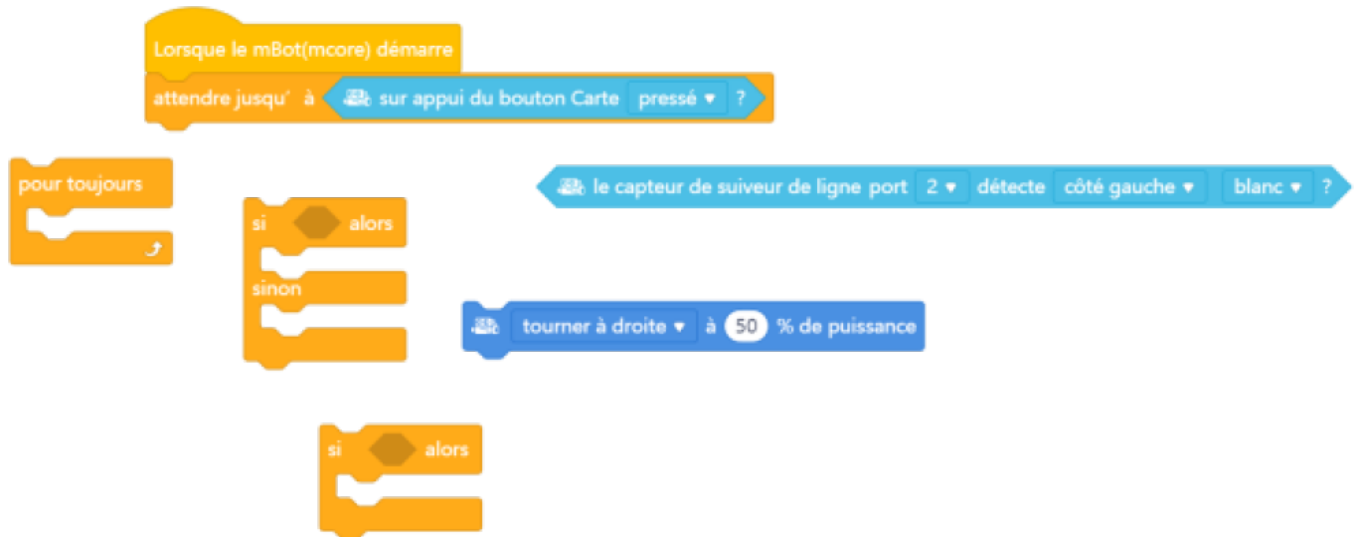 Lorsque le mBot(mcore) démarre
attendre jusqu' à sur appui du bouton Carte pressé ?
pour toujours
le capteur de suiveur de ligne port 2 détecte côté gauche blanc ?
si alors
sinon
tourner à droite à 50 % de puissance
si alors